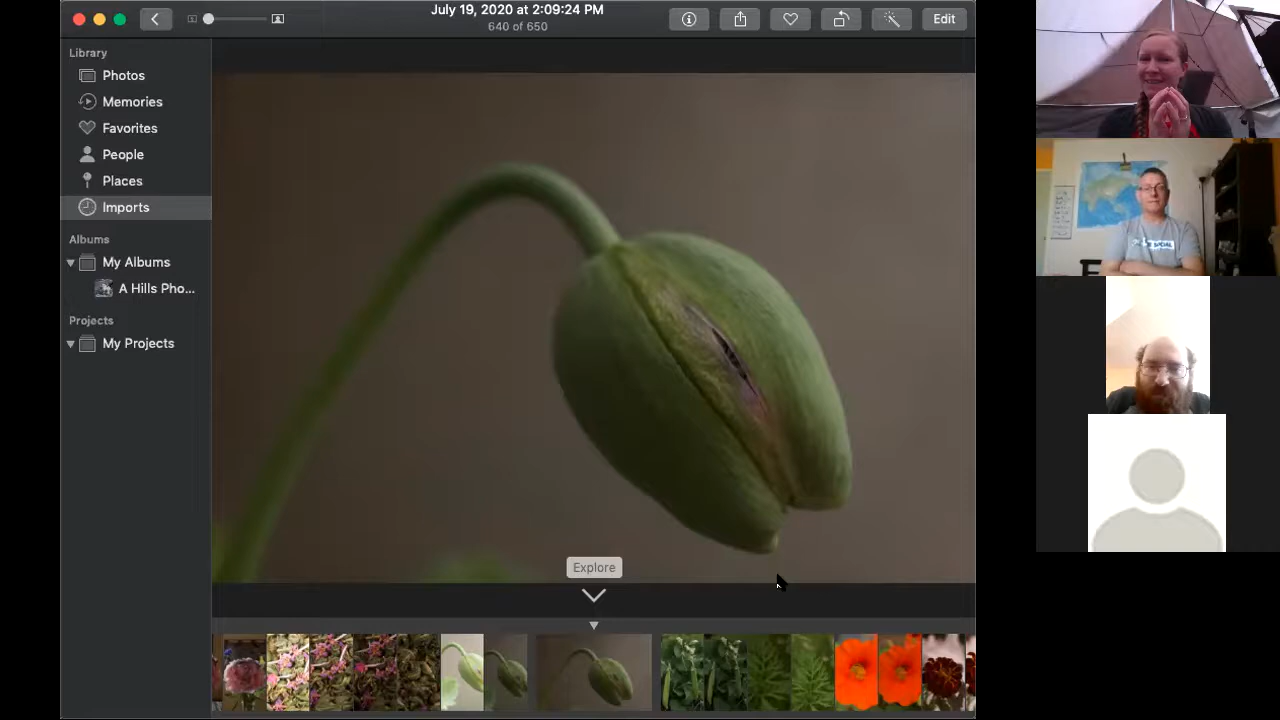 July 19, 2020 at 2:09:24 PM
640 of 650
Edit
Library
Photos
Memories
Favorites
People
Places
Imports
Albums
My Albums
A Hills Pho...
Projects
My Projects
Explore